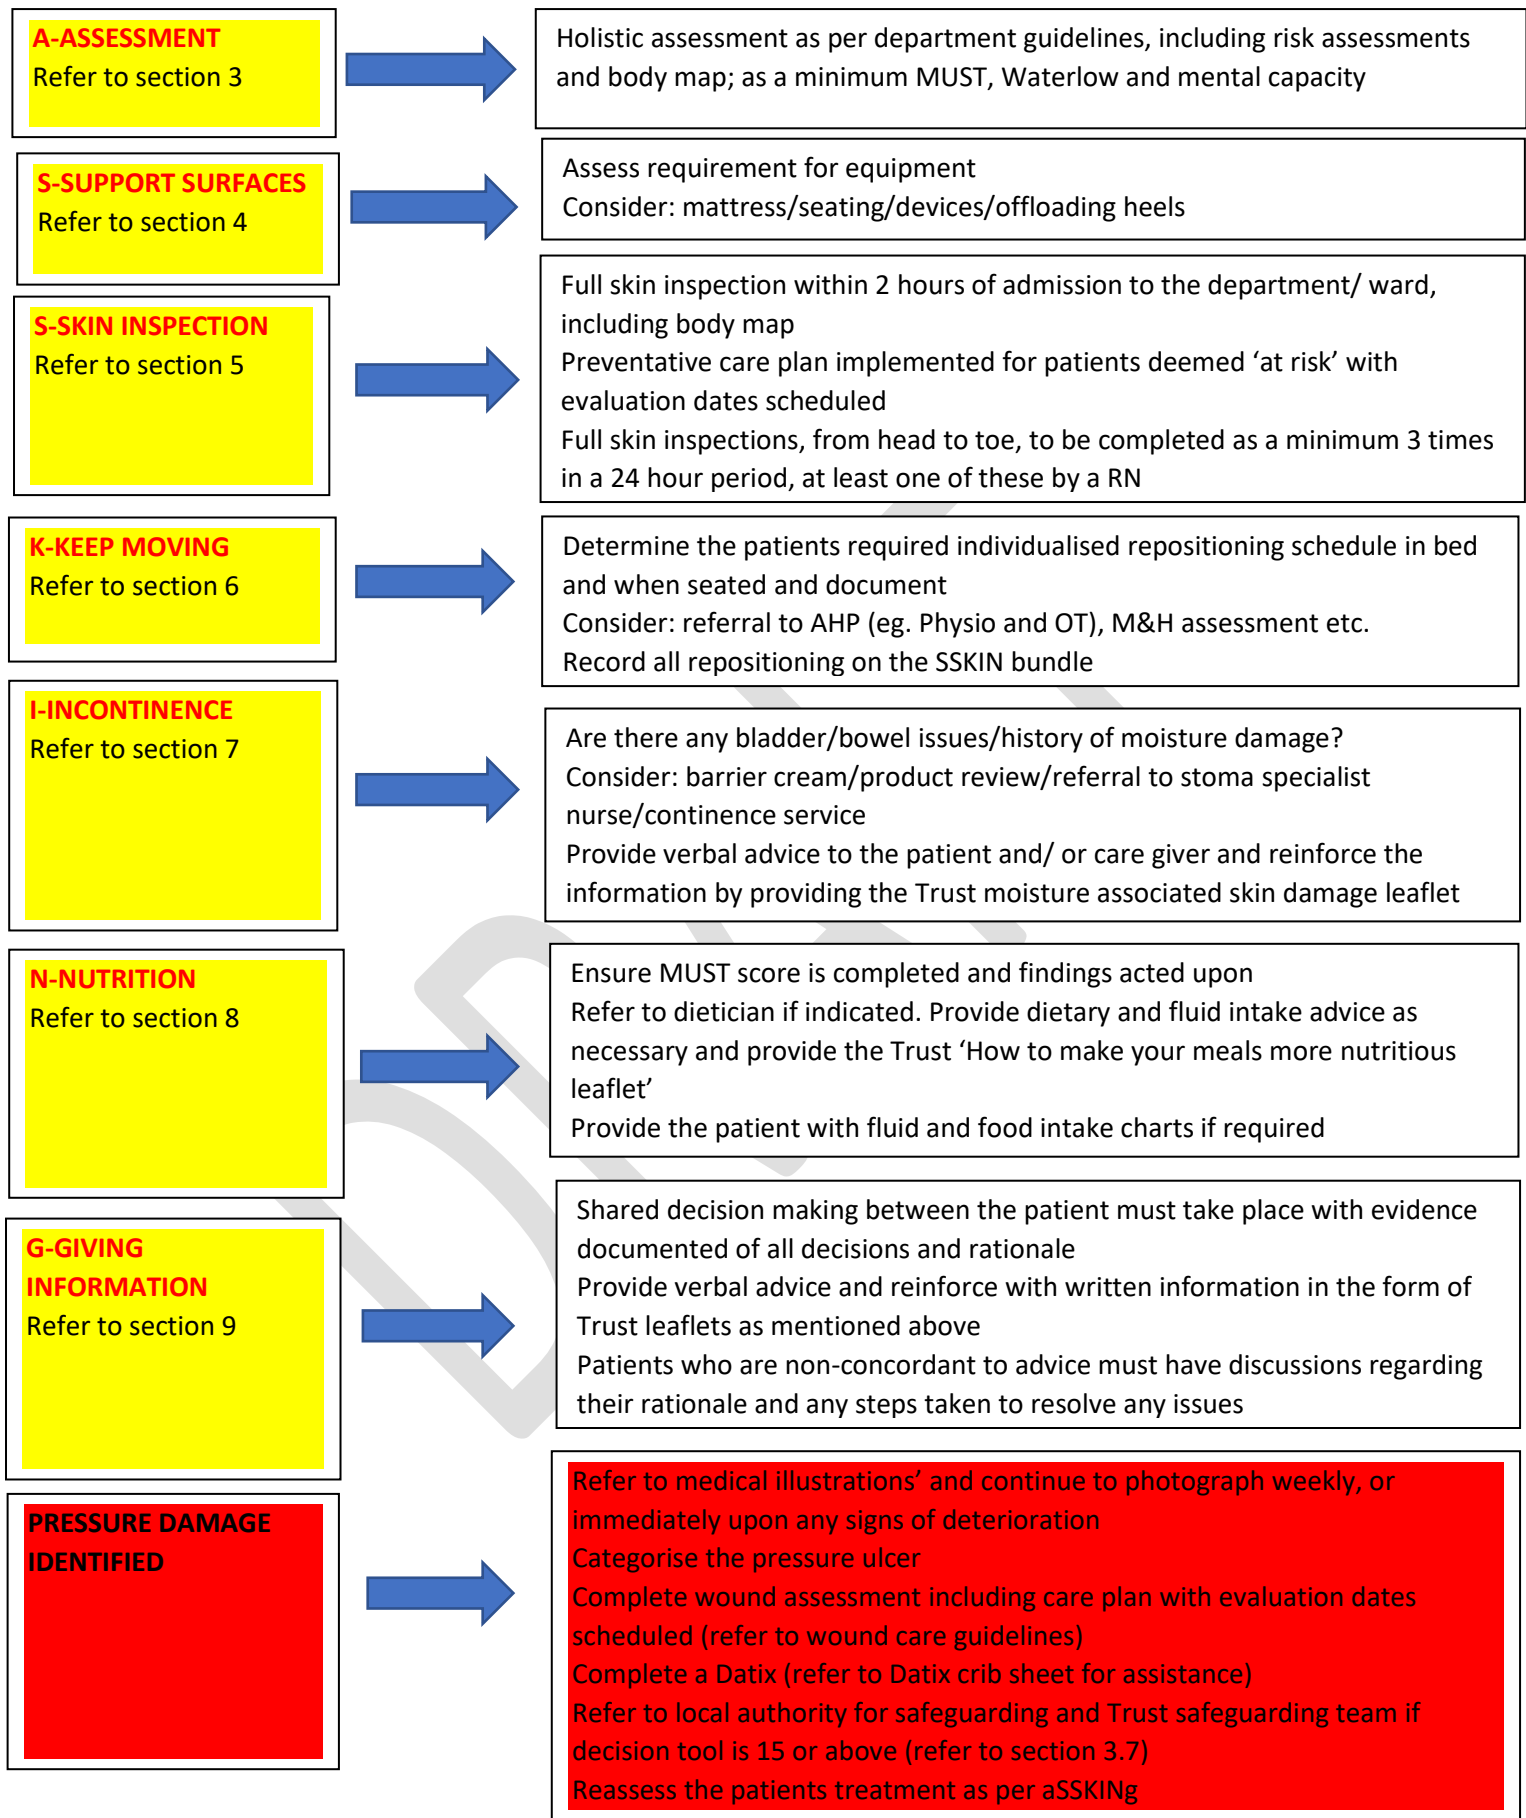 A-ASSESSMENT
Refer to section 3
Holistic assessment as per department guidelines, including risk assessments
and body map; as a minimum MUST, Waterlow and mental capacity
S-SUPPORT SURFACES
Refer to section 4
Assess requirement for equipment
Consider: mattress/seating/devices/offloading heels
S-SKIN INSPECTION
Refer to section 5
Full skin inspection within 2 hours of admission to the department/ ward,
including body map
Preventative care plan implemented for patients deemed ‘at risk’ with
evaluation dates scheduled
Full skin inspections, from head to toe, to be completed as a minimum 3 times
in a 24 hour period, at least one of these by a RN
K-KEEP MOVING
Refer to section 6
Determine the patients required individualised repositioning schedule in bed
and when seated and document
Consider: referral to AHP (eg. Physio and OT), M&H assessment etc.
Record all repositioning on the SSKIN bundle
I-INCONTINENCE
Refer to section 7
Are there any bladder/bowel issues/history of moisture damage?
Consider: barrier cream/product review/referral to stoma specialist
nurse/continence service
Provide verbal advice to the patient and/ or care giver and reinforce the
information by providing the Trust moisture associated skin damage leaflet
N-NUTRITION
Refer to section 8
Ensure MUST score is completed and findings acted upon
Refer to dietician if indicated. Provide dietary and fluid intake advice as
necessary and provide the Trust ‘How to make your meals more nutritious
leaflet’
Provide the patient with fluid and food intake charts if required
G-GIVING
INFORMATION
Refer to section 9
Shared decision making between the patient must take place with evidence
documented of all decisions and rationale
Provide verbal advice and reinforce with written information in the form of
Trust leaflets as mentioned above
Patients who are non-concordant to advice must have discussions regarding
their rationale and any steps taken to resolve any issues
PRESSURE DAMAGE
IDENTIFIED
Refer to medical illustrations’ and continue to photograph weekly, or
immediately upon any signs of deterioration
Categorise the pressure ulcer
Complete wound assessment including care plan with evaluation dates
scheduled (refer to wound care guidelines)
Complete a Datix (refer to Datix crib sheet for assistance)
Refer to local authority for safeguarding and Trust safeguarding team if
decision tool is 15 or above (refer to section 3.7)
Reassess the patients treatment as per aSSKINg
DRAFT